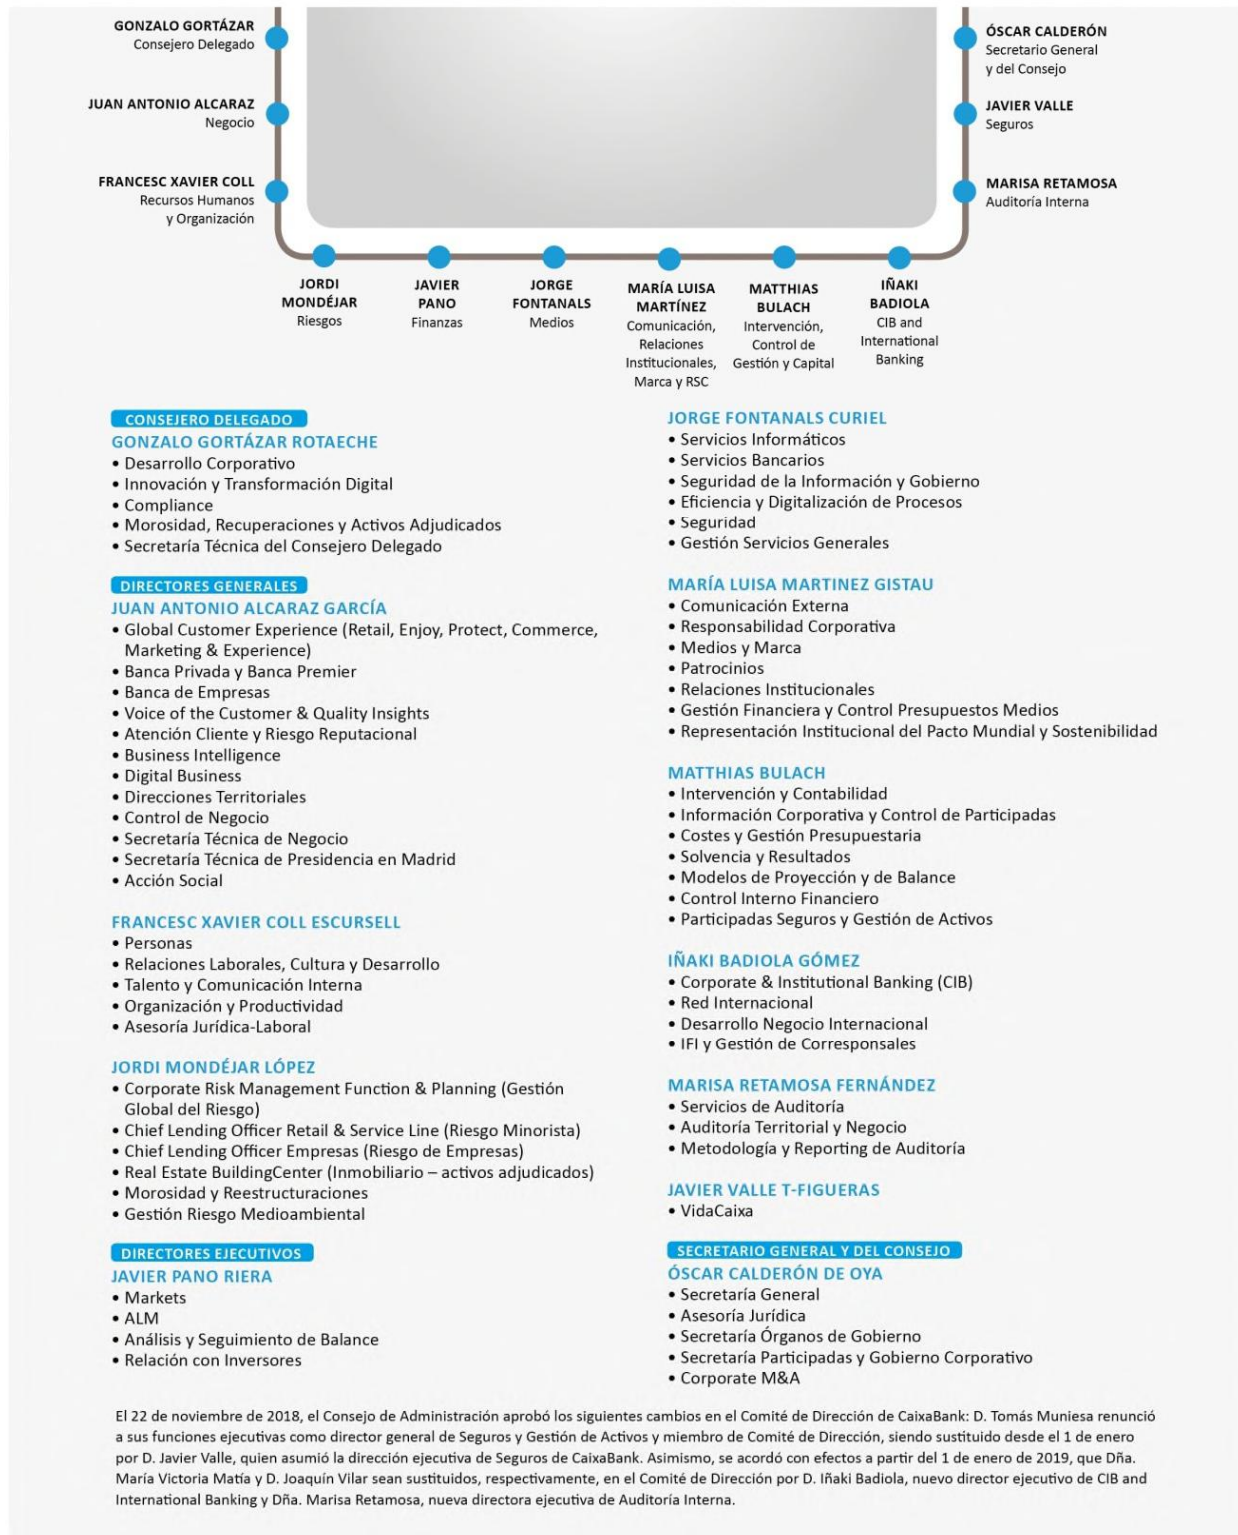 GONZALO GORTÁZAR
Consejero Delegado
JUAN ANTONIO ALCARAZ
Negocio
FRANCESC XAVIER COLL
Recursos Humanos
y Organización
ÓSCAR CALDERÓN
Secretario General
y del Consejo
JAVIER VALLE
Seguros
MARISA RETAMOSA
Auditoría Interna
JORDI
MONDÉJAR
Riesgos
JAVIER
PANO
Finanzas
JORGE
FONTANALS
Medios
MARÍA LUISA
MARTÍNEZ
Comunicación,
Relaciones
Institucionales,
Marca y RSC
MATTHIAS
BULACH
Intervención,
Control de
Gestión y Capital
IÑAKI
BADIOLA
CIB and
International
Banking
CONSEJERO DELEGADO
GONZALO GORTÁZAR ROTAECHE
• Desarrollo Corporativo
• Innovación y Transformación Digital
• Compliance
• Morosidad, Recuperaciones y Activos Adjudicados
• Secretaría Técnica del Consejero Delegado
DIRECTORES GENERALES
JUAN ANTONIO ALCARAZ GARCÍA
• Global Customer Experience (Retail, Enjoy, Protect, Commerce,
Marketing & Experience)
• Banca Privada y Banca Premier
• Banca de Empresas
• Voice of the Customer & Quality Insights
• Atención Cliente y Riesgo Reputacional
• Business Intelligence
• Digital Business
• Direcciones Territoriales
• Control de Negocio
• Secretaría Técnica de Negocio
• Secretaría Técnica de Presidencia en Madrid
• Acción Social
FRANCESC XAVIER COLL ESCURSELL
• Personas
• Relaciones Laborales, Cultura y Desarrollo
• Talento y Comunicación Interna
• Organización y Productividad
• Asesoría Jurídica-Laboral
JORDI MONDÉJAR LÓPEZ
• Corporate Risk Management Function & Planning (Gestión
Global del Riesgo)
• Chief Lending Officer Retail & Service Line (Riesgo Minorista)
• Chief Lending Officer Empresas (Riesgo de Empresas)
• Real Estate BuildingCenter (Inmobiliario – activos adjudicados)
• Morosidad y Reestructuraciones
• Gestión Riesgo Medioambiental
DIRECTORES EJECUTIVOS
JAVIER PANO RIERA
• Markets
• ALM
• Análisis y Seguimiento de Balance
• Relación con Inversores
JORGE FONTANALS CURIEL
• Servicios Informáticos
• Servicios Bancarios
• Seguridad de la Información y Gobierno
• Eficiencia y Digitalización de Procesos
• Seguridad
• Gestión Servicios Generales
MARÍA LUISA MARTINEZ GISTAU
• Comunicación Externa
• Responsabilidad Corporativa
• Medios y Marca
• Patrocinios
• Relaciones Institucionales
• Gestión Financiera y Control Presupuestos Medios
• Representación Institucional del Pacto Mundial y Sostenibilidad
MATTHIAS BULACH
• Intervención y Contabilidad
• Información Corporativa y Control de Participadas
• Costes y Gestión Presupuestaria
• Solvencia y Resultados
• Modelos de Proyección y de Balance
• Control Interno Financiero
• Participadas Seguros y Gestión de Activos
IÑAKI BADIOLA GÓMEZ
• Corporate & Institutional Banking (CIB)
• Red Internacional
• Desarrollo Negocio Internacional
• IFI y Gestión de Corresponsales
MARISA RETAMOSA FERNÁNDEZ
• Servicios de Auditoría
• Auditoría Territorial y Negocio
• Metodología y Reporting de Auditoría
JAVIER VALLE T-FIGUERAS
• VidaCaixa
SECRETARIO GENERAL Y DEL CONSEJO
ÓSCAR CALDERÓN DE OYA
• Secretaría General
• Asesoría Jurídica
• Secretaría Órganos de Gobierno
• Secretaría Participadas y Gobierno Corporativo
• Corporate M&A
El 22 de noviembre de 2018, el Consejo de Administración aprobó los siguientes cambios en el Comité de Dirección de CaixaBank: D. Tomás Muniesa renunció
a sus funciones ejecutivas como director general de Seguros y Gestión de Activos y miembro de Comité de Dirección, siendo sustituido desde el 1 de enero
por D. Javier Valle, quien asumió la dirección ejecutiva de Seguros de CaixaBank. Asimismo, se acordó con efectos a partir del 1 de enero de 2019, que Dña.
María Victoria Matía y D. Joaquín Vilar sean sustituidos, respectivamente, en el Comité de Dirección por D. Iñaki Badiola, nuevo director ejecutivo de CIB and
International Banking y Dña. Marisa Retamosa, nueva directora ejecutiva de Auditoría Interna.